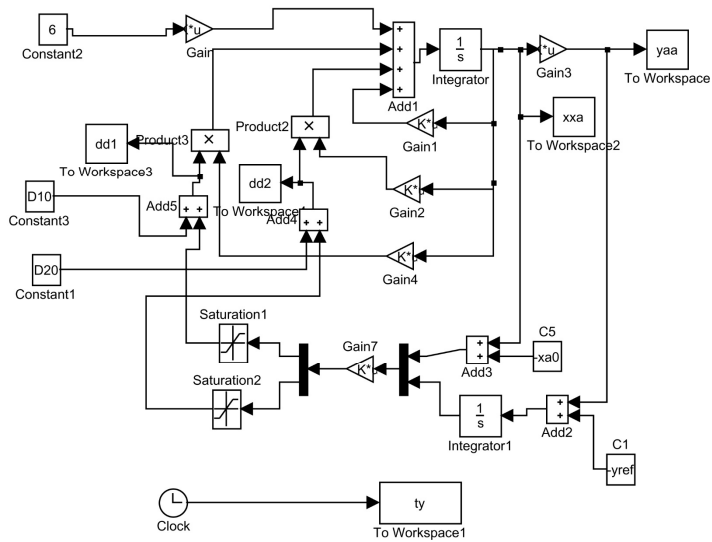 6
Constant2
*u
Gain
+
+
+
+
Add1
1
s
Integrator
*u
Gain3
yaa
To Workspace
xxa
To Workspace2
K*
Gain1
Product2
×
dd1
Product3
×
To Workspace3
dd2
To Workspace
K*
Gain2
D10
Constant3
Add5
+ +
Add4
+ +
K*
Gain4
D20
Constant1
Saturation1
Gain7
K*
+
+
Add3
C5
-xa0
Saturation2
1
s
Integrator1
+
+
Add2
C1
-yref
Clock
ty
To Workspace1